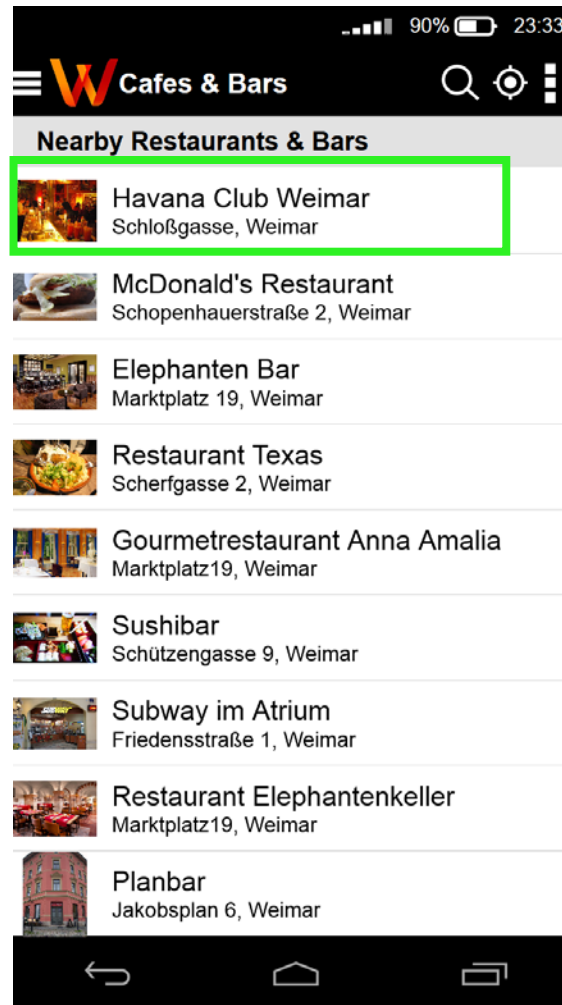 90% 23:33
Cafes & Bars
Nearby Restaurants & Bars
Havana Club Weimar
Schloßgasse, Weimar
McDonald's Restaurant
Schopenhauerstraße 2, Weimar
Elephanten Bar
Marktplatz 19, Weimar
Restaurant Texas
Scherfgasse 2, Weimar
Gourmetrestaurant Anna Amalia
Marktplatz19, Weimar
Sushibar
Schützengasse 9, Weimar
Subway im Atrium
Friedensstraße 1, Weimar
Restaurant Elephantenkeller
Marktplatz19, Weimar
Planbar
Jakobsplan 6, Weimar